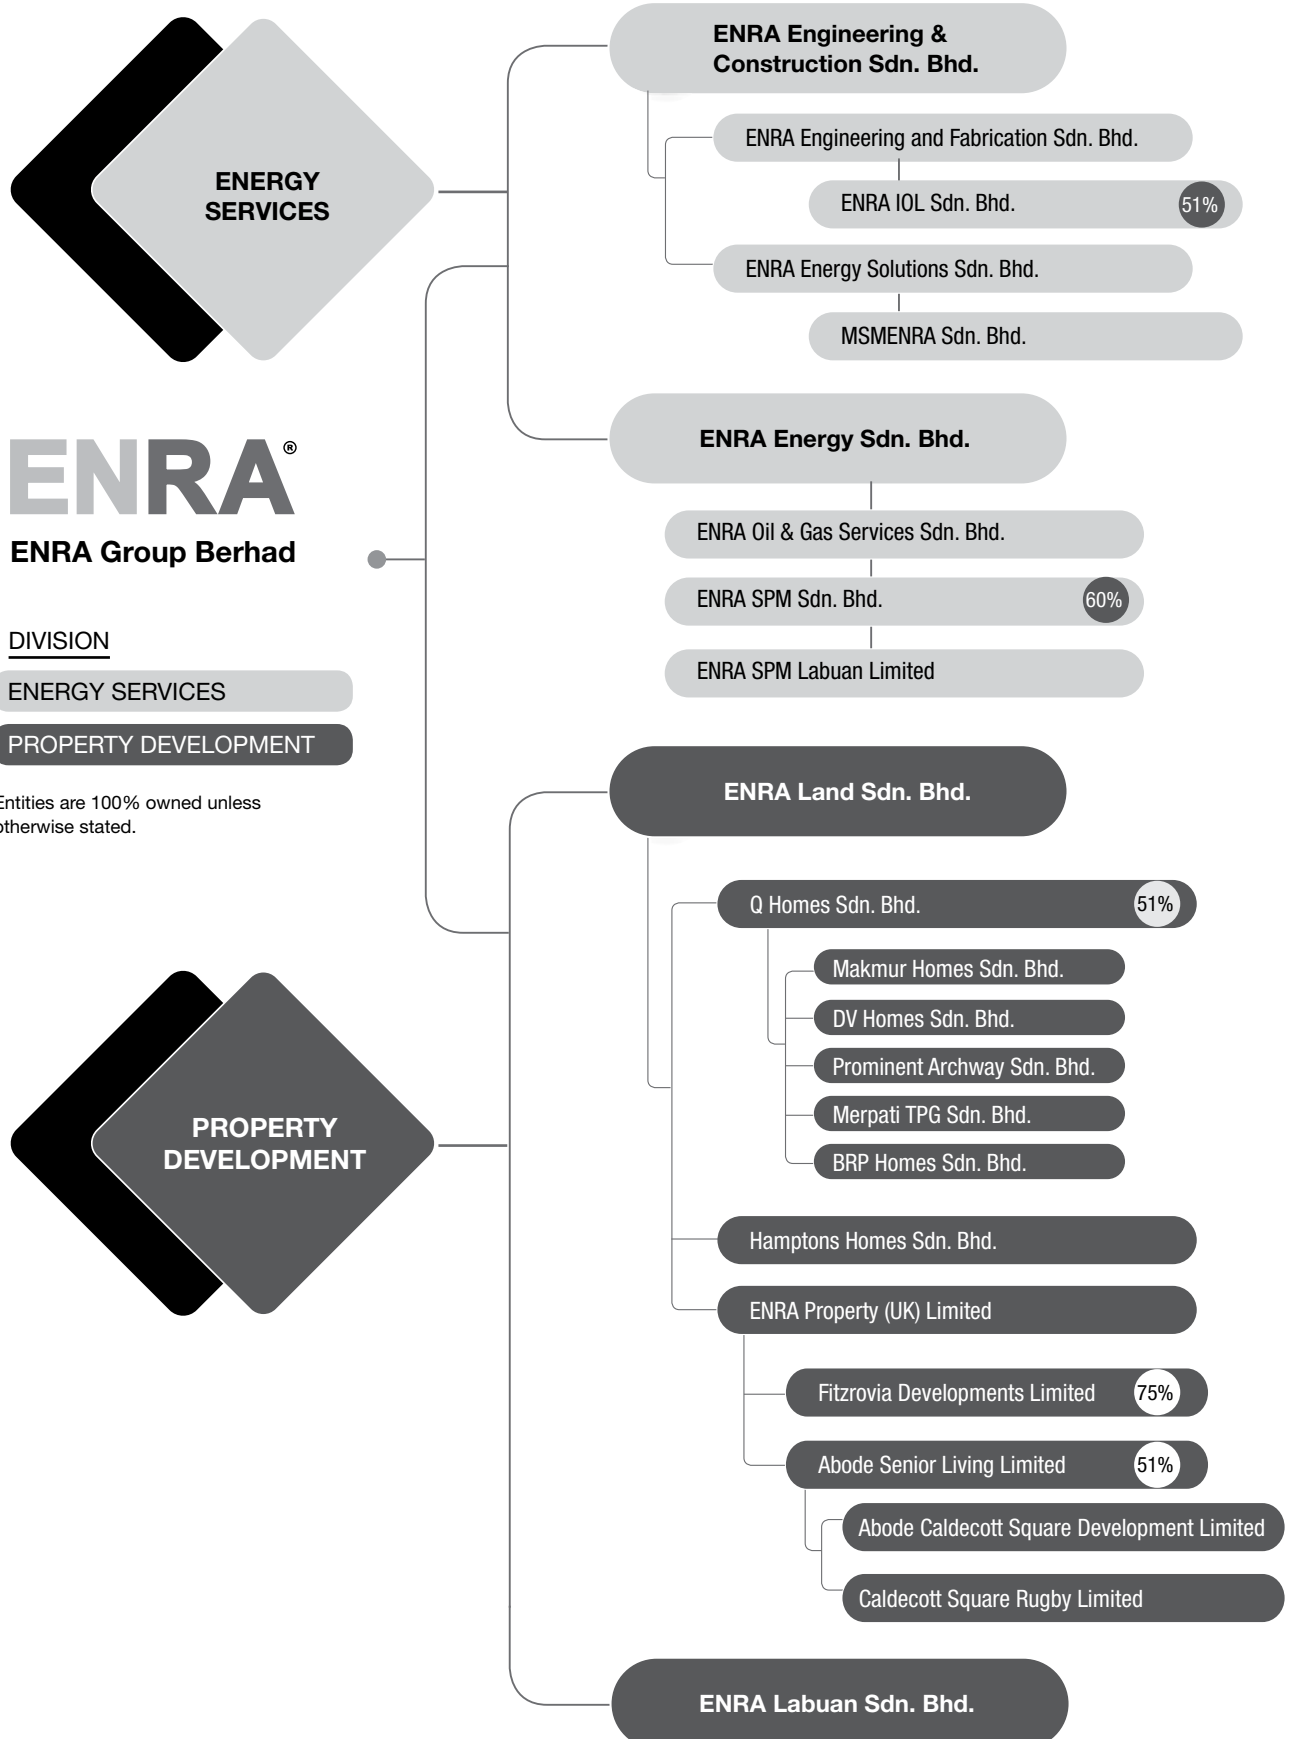 ENERGY
SERVICES
ENRA Engineering &
Construction Sdn. Bhd.
ENRA Engineering and Fabrication Sdn. Bhd.
ENRA IOL Sdn. Bhd. 51%
ENRA Energy Solutions Sdn. Bhd.
MSMENRA Sdn. Bhd.
ENRA®
ENRA Group Berhad
DIVISION
ENERGY SERVICES
PROPERTY DEVELOPMENT
Entities are 100% owned unless
otherwise stated.
ENRA Energy Sdn. Bhd.
ENRA Oil & Gas Services Sdn. Bhd.
ENRA SPM Sdn. Bhd. 60%
ENRA SPM Labuan Limited
PROPERTY
DEVELOPMENT
ENRA Land Sdn. Bhd.
Q Homes Sdn. Bhd. 51%
Makmur Homes Sdn. Bhd.
DV Homes Sdn. Bhd.
Prominent Archway Sdn. Bhd.
Merpati TPG Sdn. Bhd.
BRP Homes Sdn. Bhd.
Hamptons Homes Sdn. Bhd.
ENRA Property (UK) Limited
Fitzrovia Developments Limited 75%
Abode Senior Living Limited 51%
Abode Caldecott Square Development Limited
Caldecott Square Rugby Limited
ENRA Labuan Sdn. Bhd.